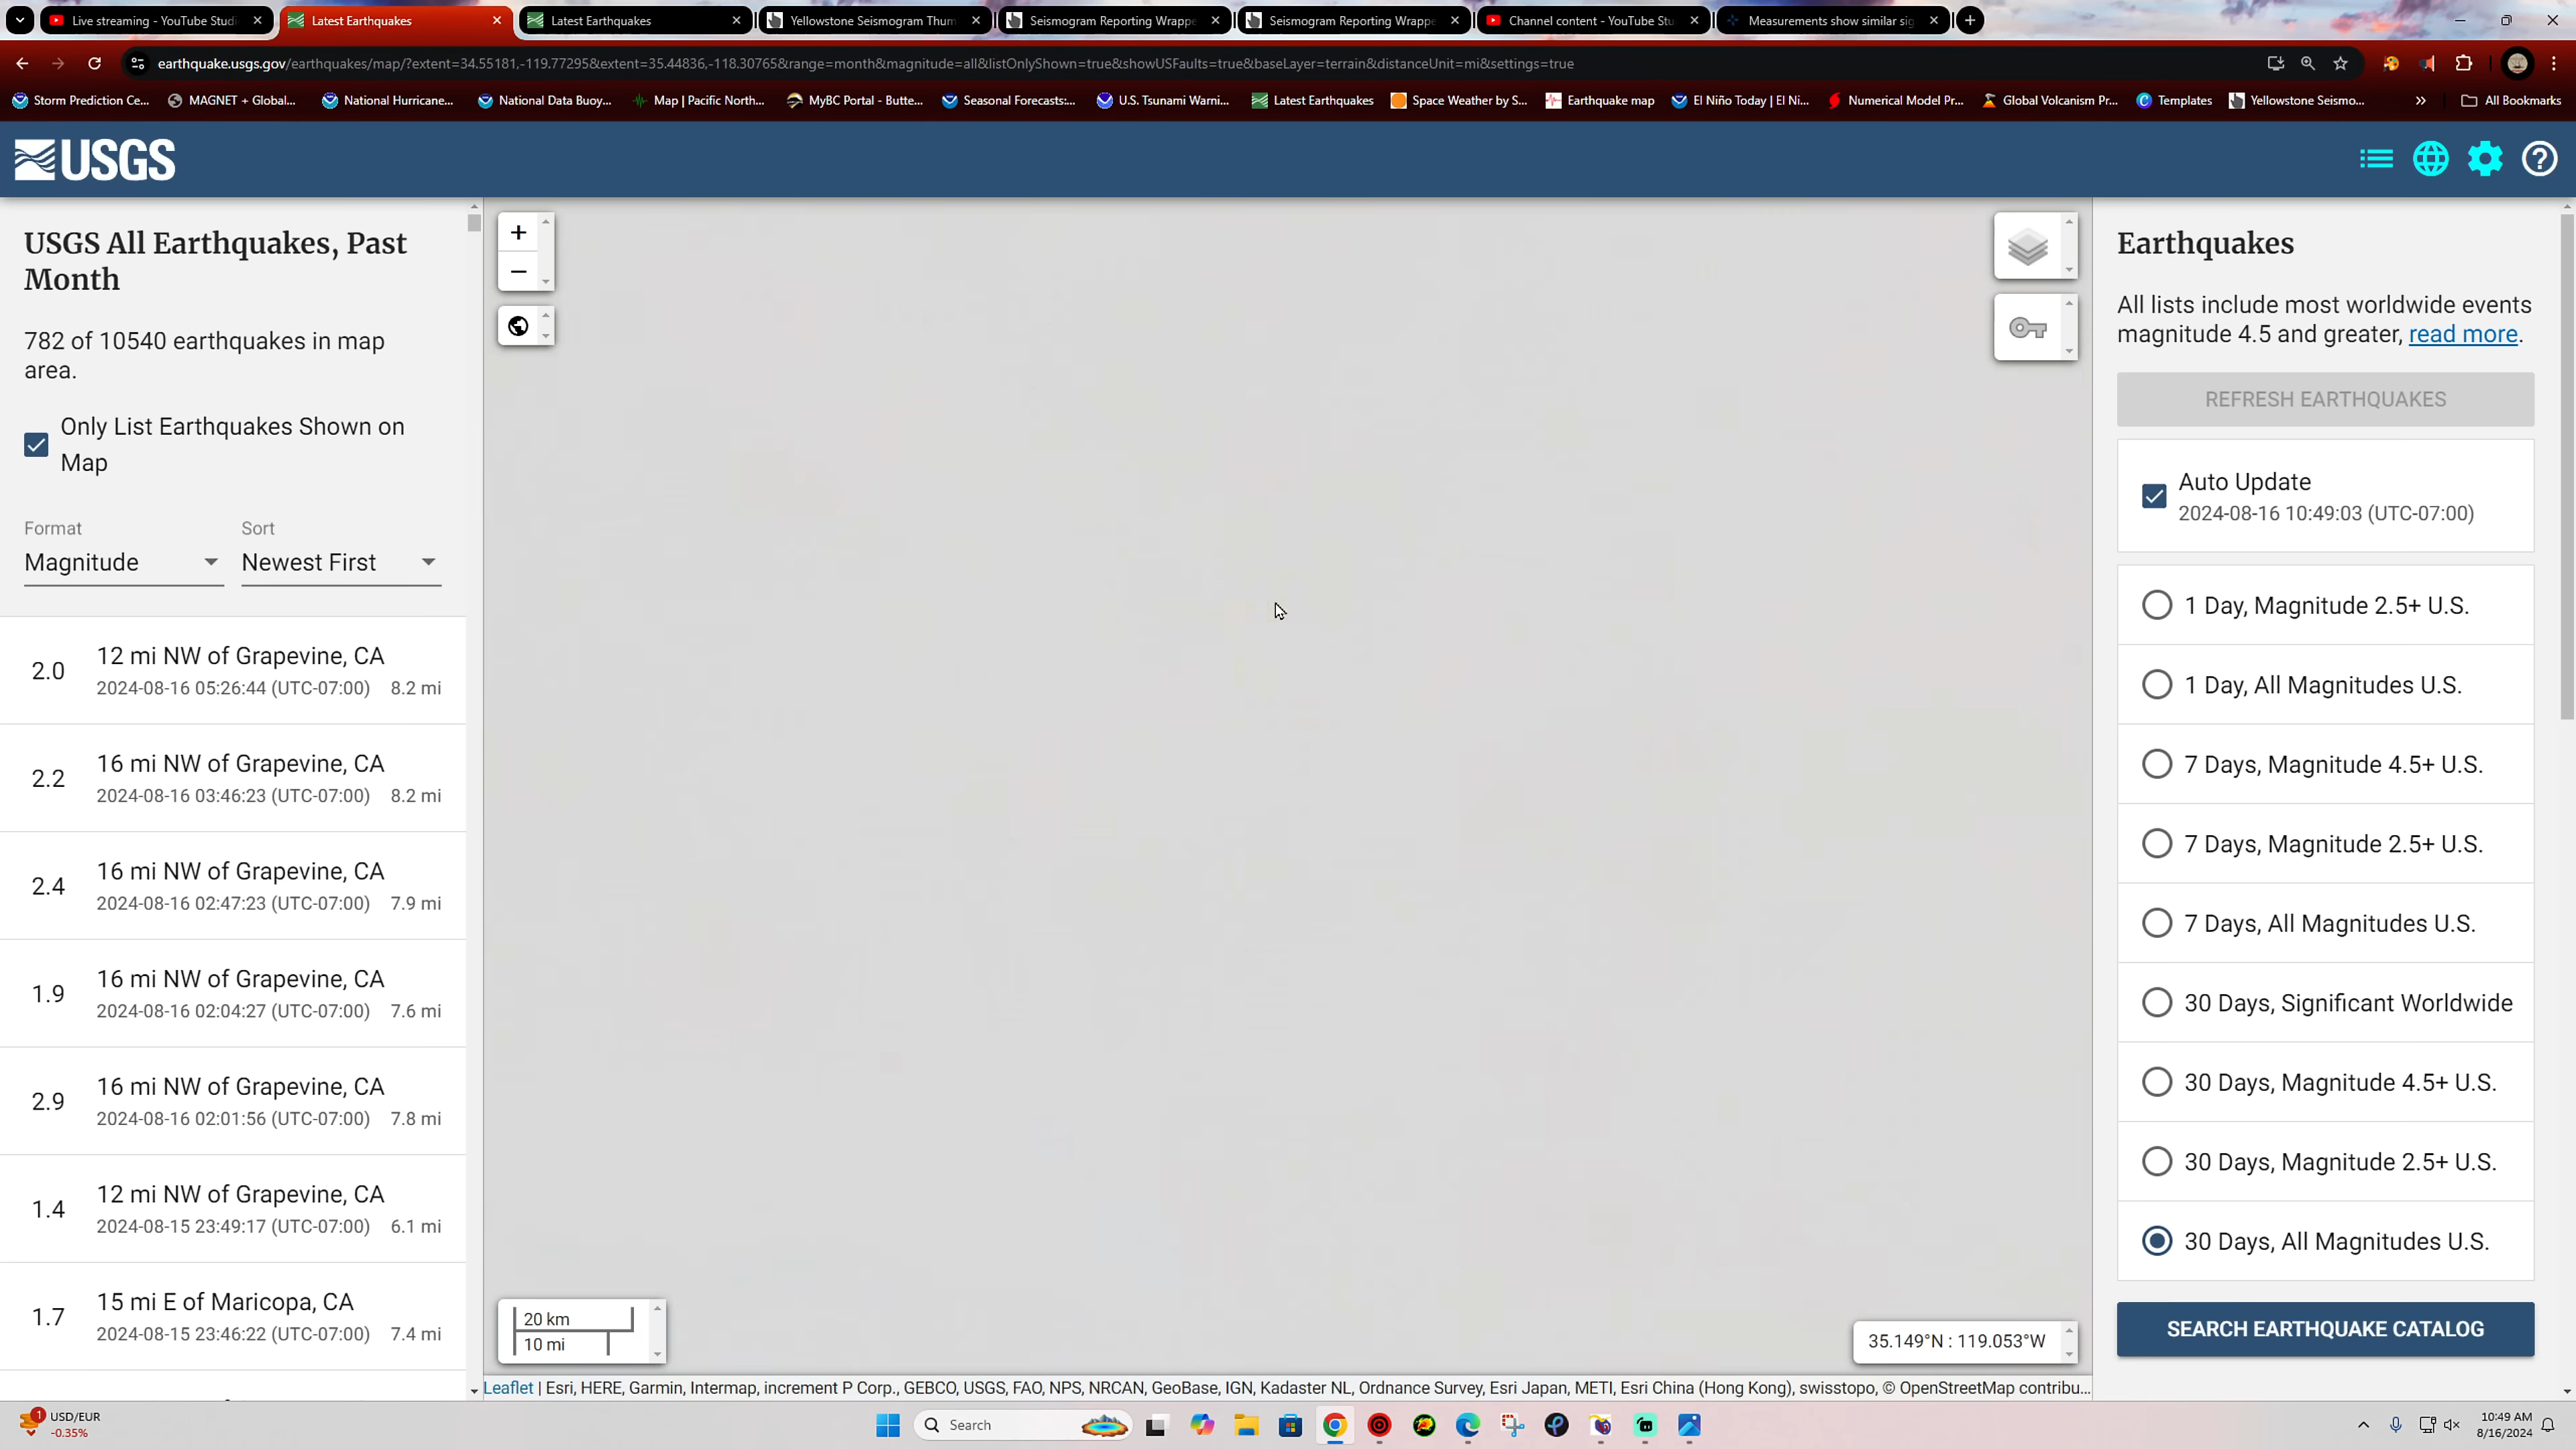 Live streaming - YouTube Studi
Latest Earthquakes
Latest Earthquakes
Yellowstone Seismogram Thum
Seismogram Reporting Wrappe
Seismogram Reporting Wrappe
Channel content - YouTube Stu
Measurements show similar sig
earthquake.usgs.gov/earthquakes/map/?extent=34.55181,-119.77295&extent=35.44836,-118.30765&range=month&magnitude=all&listOnlyShown=true&showUSFaults=true&baseLayer=terrain&distanceUnit=mi&settings=true
Storm Prediction Ce...
MAGNET + Global...
National Hurricane...
National Data Buoy...
Map | Pacific North...
MyBC Portal - Butte...
Seasonal Forecasts:...
U.S. Tsunami Warni...
Latest Earthquakes
Space Weather by S...
Earthquake map
El Niño Today | El Ni...
Numerical Model Pr...
Global Volcanism Pr...
Templates
Yellowstone Seismo...
All Bookmarks
USGS
USGS All Earthquakes, Past
Month
782 of 10540 earthquakes in map
area.
Only List Earthquakes Shown on
Map
Format
Sort
Magnitude
Newest First
2.0
12 mi NW of Grapevine, CA
2024-08-16 05:26:44 (UTC-07:00) 8.2 mi
2.2
16 mi NW of Grapevine, CA
2024-08-16 03:46:23 (UTC-07:00) 8.2 mi
2.4
16 mi NW of Grapevine, CA
2024-08-16 02:47:23 (UTC-07:00) 7.9 mi
1.9
16 mi NW of Grapevine, CA
2024-08-16 02:04:27 (UTC-07:00) 7.6 mi
2.9
16 mi NW of Grapevine, CA
2024-08-16 02:01:56 (UTC-07:00) 7.8 mi
1.4
12 mi NW of Grapevine, CA
2024-08-15 23:49:17 (UTC-07:00) 6.1 mi
1.7
15 mi E of Maricopa, CA
2024-08-15 23:46:22 (UTC-07:00) 7.4 mi
+
−
20 km
10 mi
35.149°N : 119.053°W
Leaflet | Esri, HERE, Garmin, Intermap, increment P Corp., GEBCO, USGS, FAO, NPS, NRCAN, GeoBase, IGN, Kadaster NL, Ordnance Survey, Esri Japan, METI, Esri China (Hong Kong), swisstopo, © OpenStreetMap contribu...
Earthquakes
All lists include most worldwide events
magnitude 4.5 and greater, read more.
REFRESH EARTHQUAKES
Auto Update
2024-08-16 10:49:03 (UTC-07:00)
1 Day, Magnitude 2.5+ U.S.
1 Day, All Magnitudes U.S.
7 Days, Magnitude 4.5+ U.S.
7 Days, Magnitude 2.5+ U.S.
7 Days, All Magnitudes U.S.
30 Days, Significant Worldwide
30 Days, Magnitude 4.5+ U.S.
30 Days, Magnitude 2.5+ U.S.
30 Days, All Magnitudes U.S.
SEARCH EARTHQUAKE CATALOG
1
USD/EUR
-0.35%
Search
10:49 AM
8/16/2024